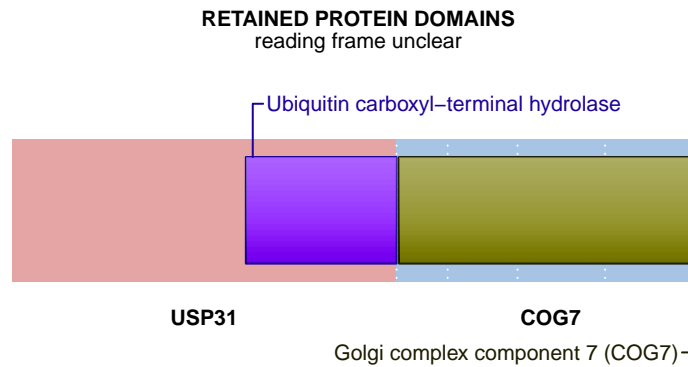 RETAINED PROTEIN DOMAINS
reading frame unclear
Ubiquitin carboxyl−terminal hydrolase
USP31
COG7
Golgi complex component 7 (COG7)